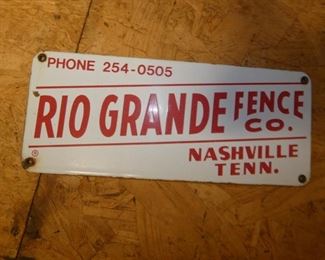 PHONE 254-0505
RIO GRANDE FENCE CO.
® NASHVILLE
TENN.